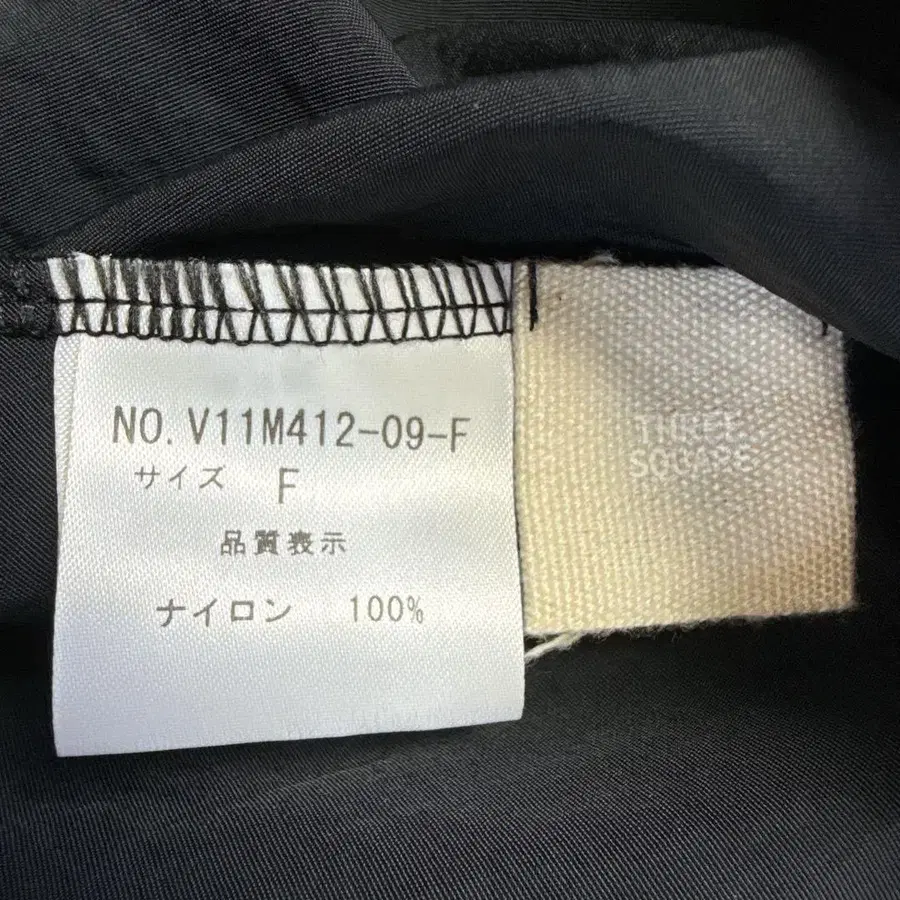 NO. V11M412-09-F
サイズ F
品質表示
ナイロン 100%
THREE
SQUARE